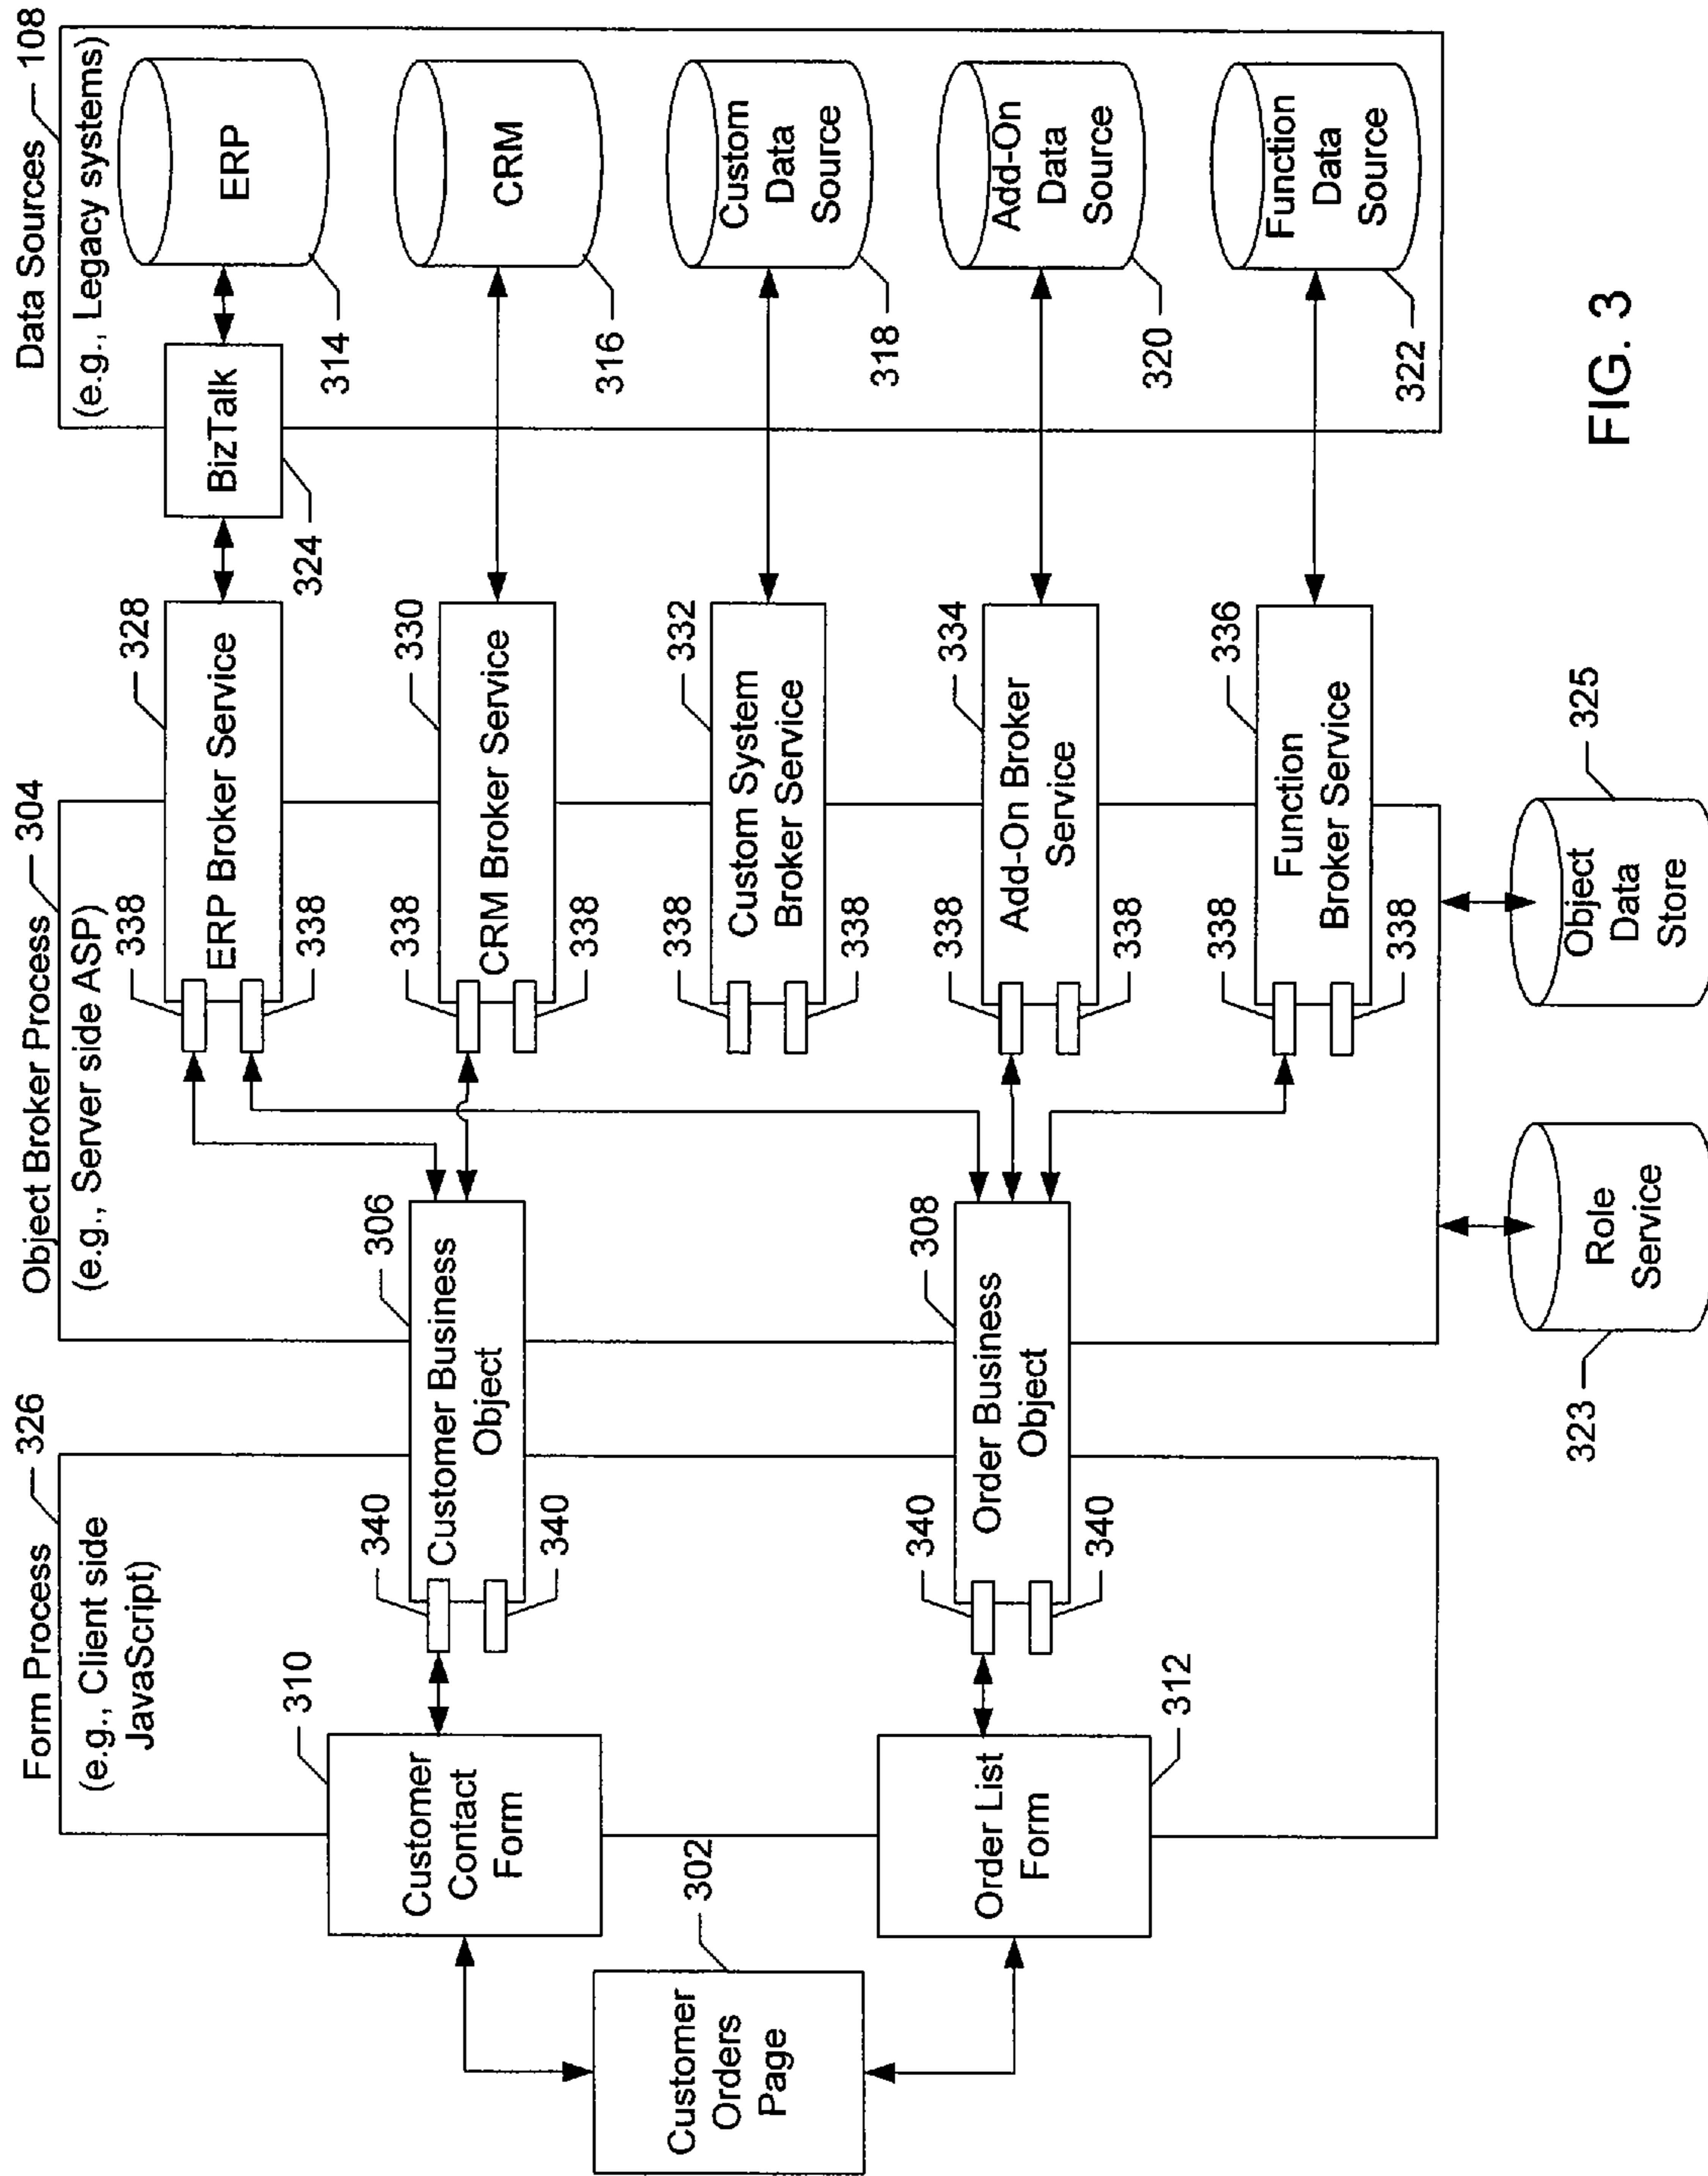 Form Process
326
(e.g., Client side
JavaScript)
Object Broker Process
304
(e.g., Server side ASP)
Data Sources
108
(e.g., Legacy systems)
Customer
Orders
Page
302
Customer
Contact
Form
310
Order List
Form
312
340
340
Customer Business
Object
306
340
340
Order Business
Object
308
338
338
ERP Broker Service
328
338
338
CRM Broker Service
330
338
338
Custom System
Broker Service
332
338
338
Add-On Broker
Service
334
338
338
Function
Broker Service
336
BizTalk
324
ERP
314
CRM
316
Custom
Data
Source
318
Add-On
Data
Source
320
Function
Data
Source
322
Role
Service
323
Object
Data
Store
325
FIG. 3